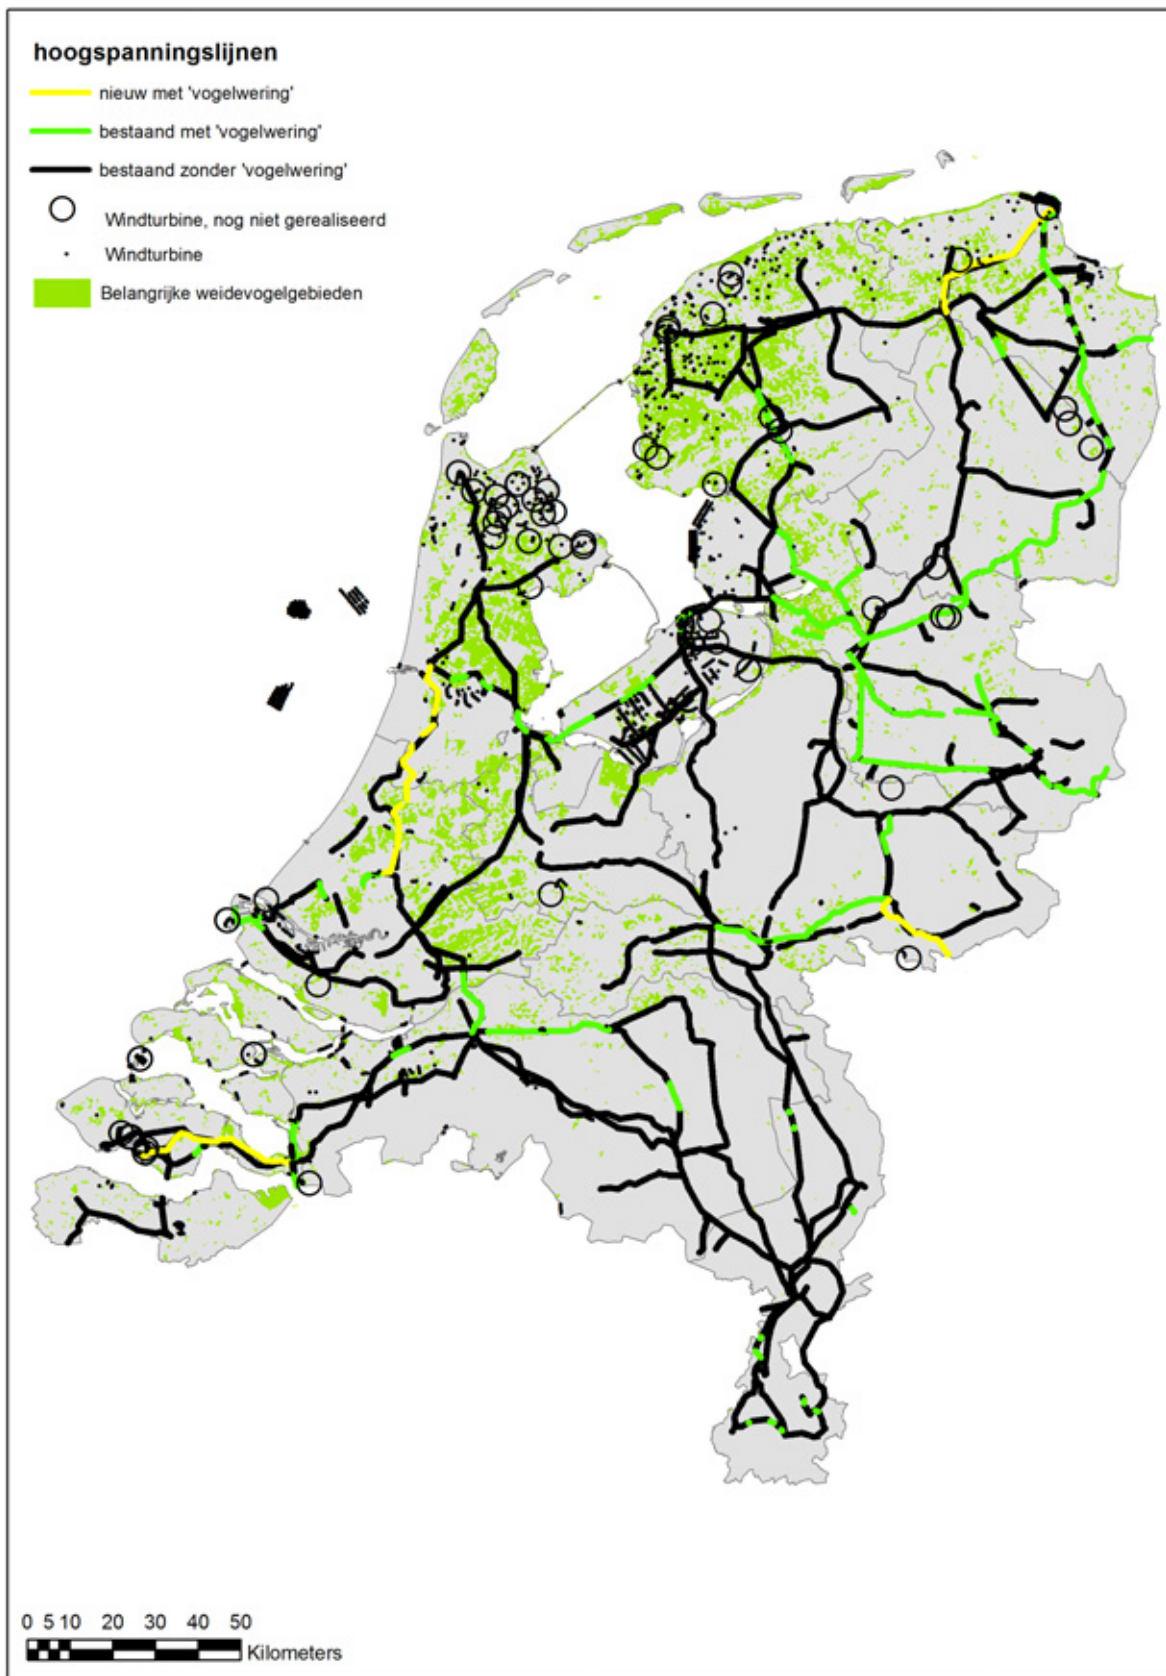 hoogspanningslijnen
nieuw met 'vogelwering'
bestaand met 'vogelwering'
bestaand zonder 'vogelwering'
Windturbine, nog niet gerealiseerd
Windturbine
Belangrijke weidevogelgebieden
0 5 10 20 30 40 50
Kilometers